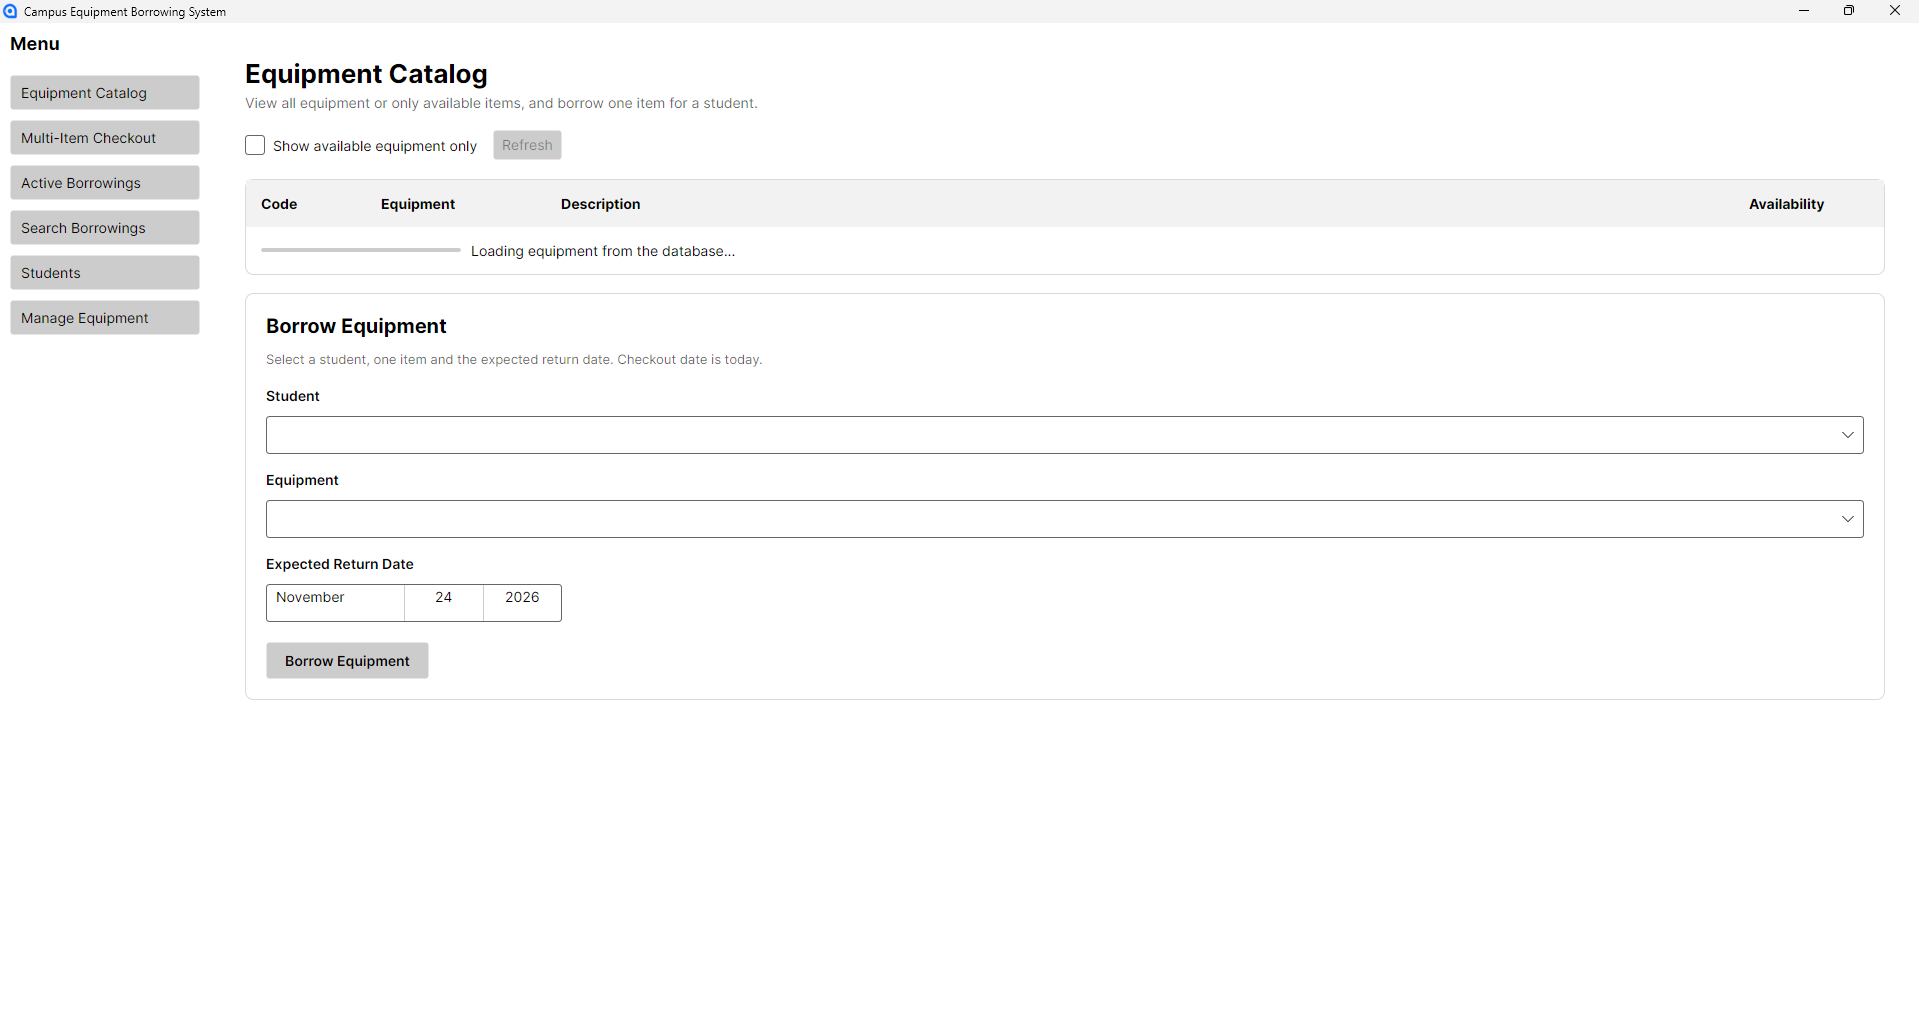 Campus Equipment Borrowing System
Menu
Equipment Catalog
Multi-Item Checkout
Active Borrowings
Search Borrowings
Students
Manage Equipment
Equipment Catalog
View all equipment or only available items, and borrow one item for a student.
Show available equipment only
Refresh
Code Equipment Description Availability
Loading equipment from the database...
Borrow Equipment
Select a student, one item and the expected return date. Checkout date is today.
Student
Equipment
Expected Return Date
November 24 2026
Borrow Equipment